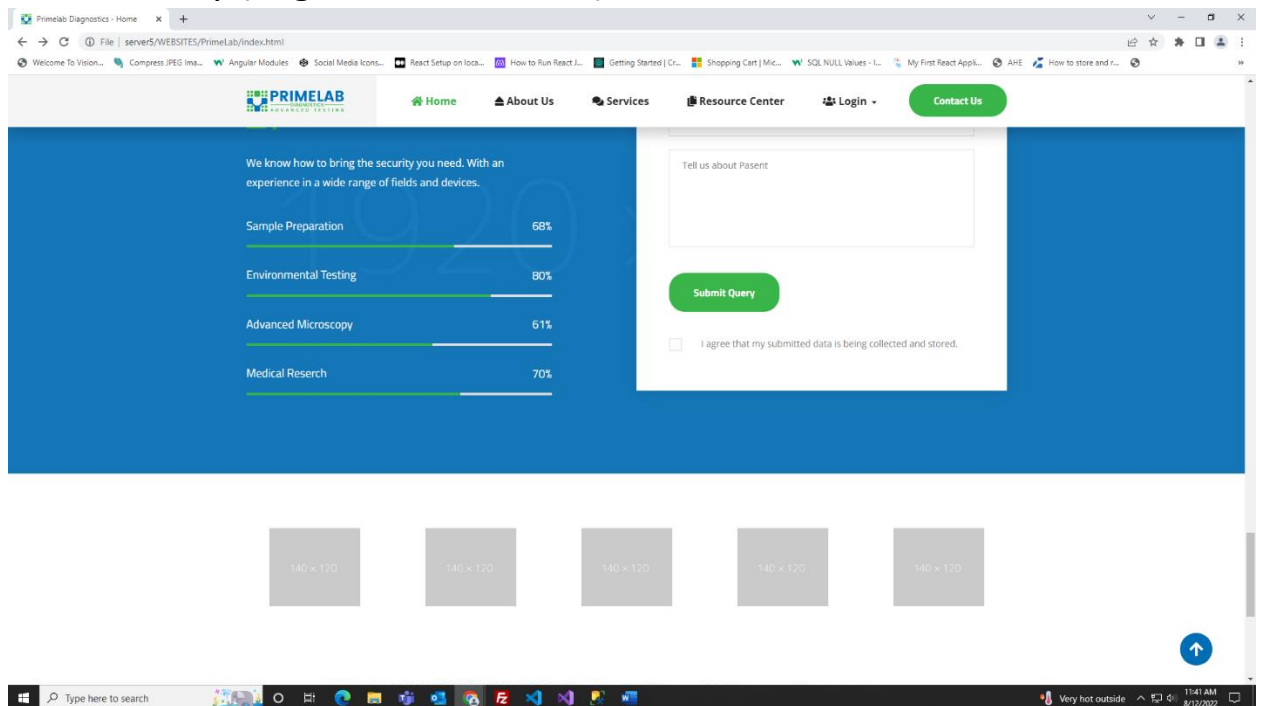 Primelab Diagnostics - Home
File | server5/WEBSITES/PrimeLab/index.html
Welcome To Vision... Compress JPEG Ima... Angular Modules Social Media Icons... React Setup on loca... How to Run React J... Getting Started | Cr... Shopping Cart | Mic... SQL NULL Values - I... My First React Appli... AHE How to store and r...
PRIMELAB
DIAGNOSTICS
ADVANCED TESTING
Home About Us Services Resource Center Login Contact Us
We know how to bring the security you need. With an
experience in a wide range of fields and devices.
1920 x
Sample Preparation 68%
Environmental Testing 80%
Advanced Microscopy 61%
Medical Reserch 70%
Tell us about Pasent
Submit Query
I agree that my submitted data is being collected and stored.
140 x 120 140 x 120 140 x 120 140 x 120 140 x 120
Type here to search
Very hot outside 11:41 AM
8/12/2022